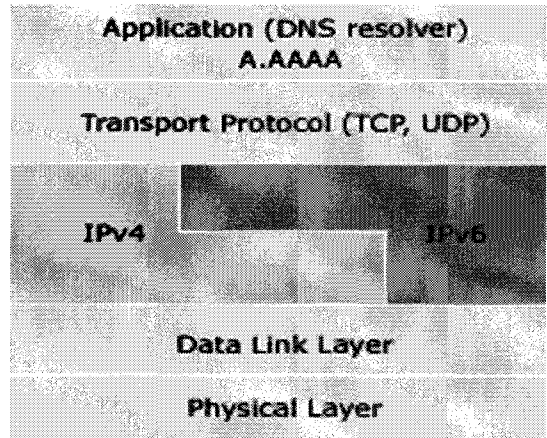 Application (DNS resolver)
A.AAAA
Transport Protocol (TCP, UDP)
IPv4
IPv6
Data Link Layer
Physical Layer